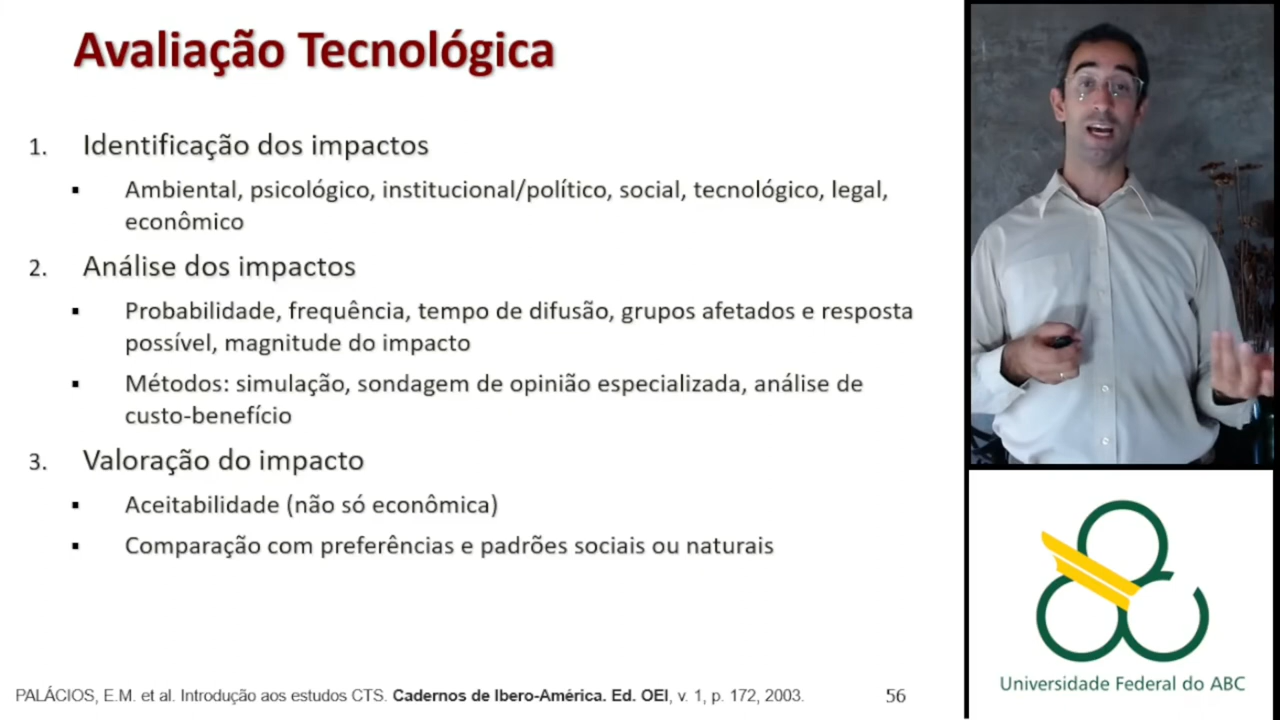 Avaliação Tecnológica
1. Identificação dos impactos
▪ Ambiental, psicológico, institucional/político, social, tecnológico, legal,
econômico
2. Análise dos impactos
▪ Probabilidade, frequência, tempo de difusão, grupos afetados e resposta
possível, magnitude do impacto
▪ Métodos: simulação, sondagem de opinião especializada, análise de
custo-benefício
3. Valoração do impacto
▪ Aceitabilidade (não só econômica)
▪ Comparação com preferências e padrões sociais ou naturais
PALÁCIOS, E.M. et al. Introdução aos estudos CTS. Cadernos de Ibero-América. Ed. OEI, v. 1, p. 172, 2003.
56
Universidade Federal do ABC